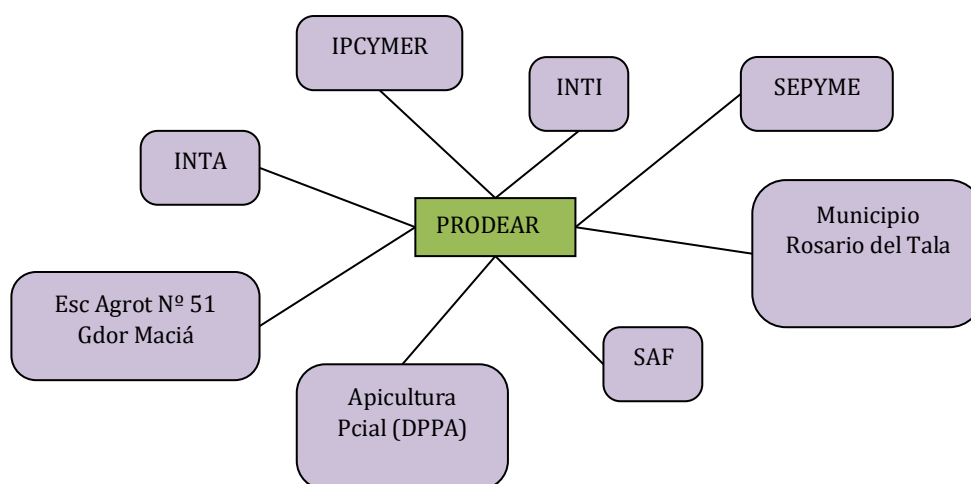 IPCYMER
INTI
SEPYME
INTA
PRODEAR
Municipio
Rosario del Tala
Esc Agrot Nº 51
Gdor Maciá
SAF
Apicultura
Pcial (DPPA)